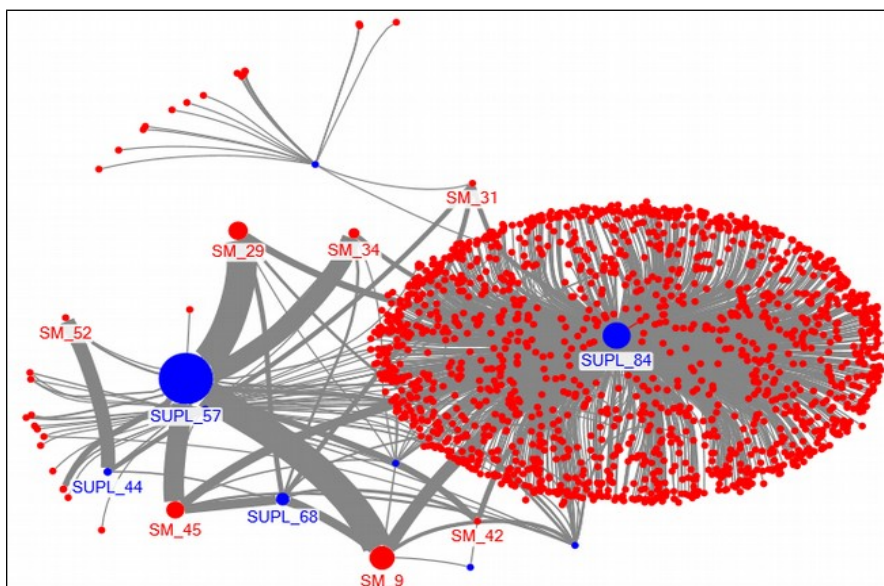 SM_31
SM_29
SM_34
SM_52
SUPL_84
SUPL_57
SUPL_44
SUPL_68
SM_45
SM_42
SM_9